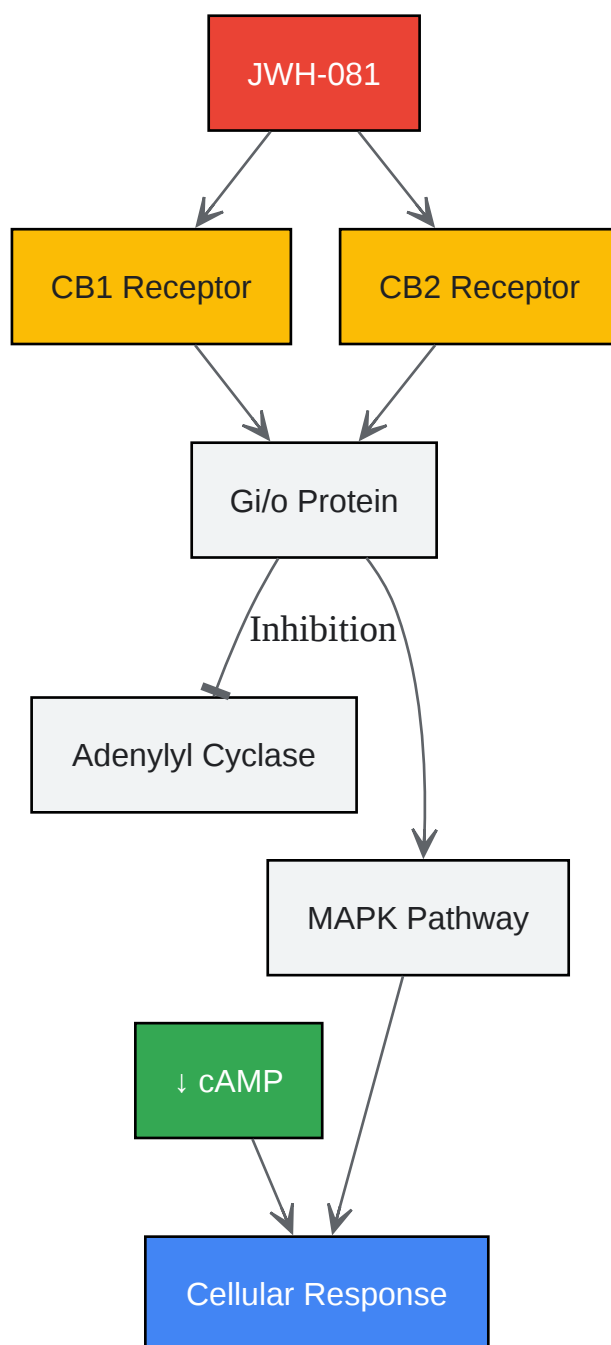 JWH-081
CB1 Receptor
CB2 Receptor
Gi/o Protein
Inhibition
Adenylyl Cyclase
MAPK Pathway
↓ cAMP
Cellular Response